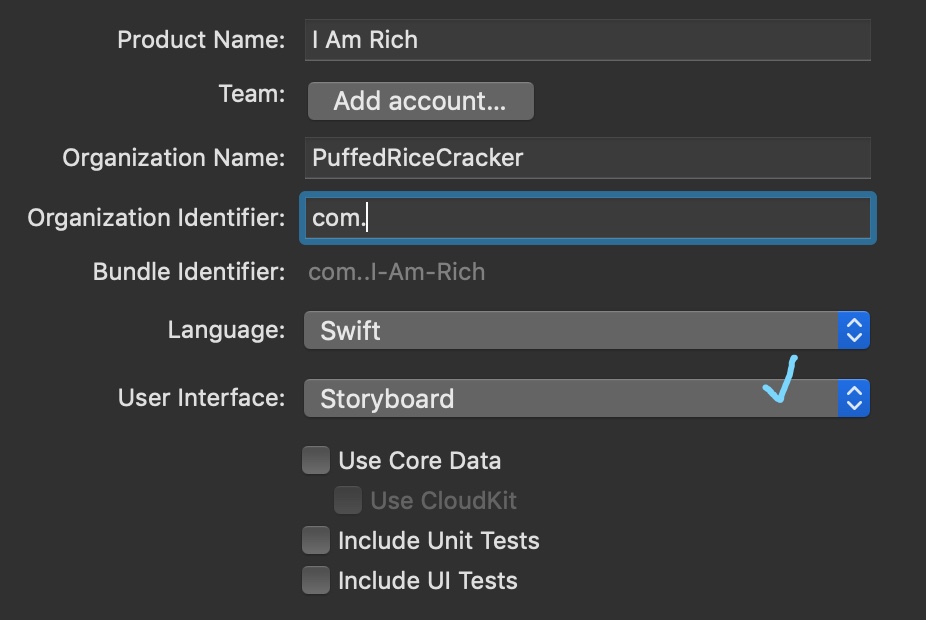 Product Name: I Am Rich
Team: Add account...
Organization Name: PuffedRiceCracker
Organization Identifier: com.
Bundle Identifier: com..I-Am-Rich
Language: Swift
User Interface: Storyboard
Use Core Data
Use CloudKit
Include Unit Tests
Include UI Tests